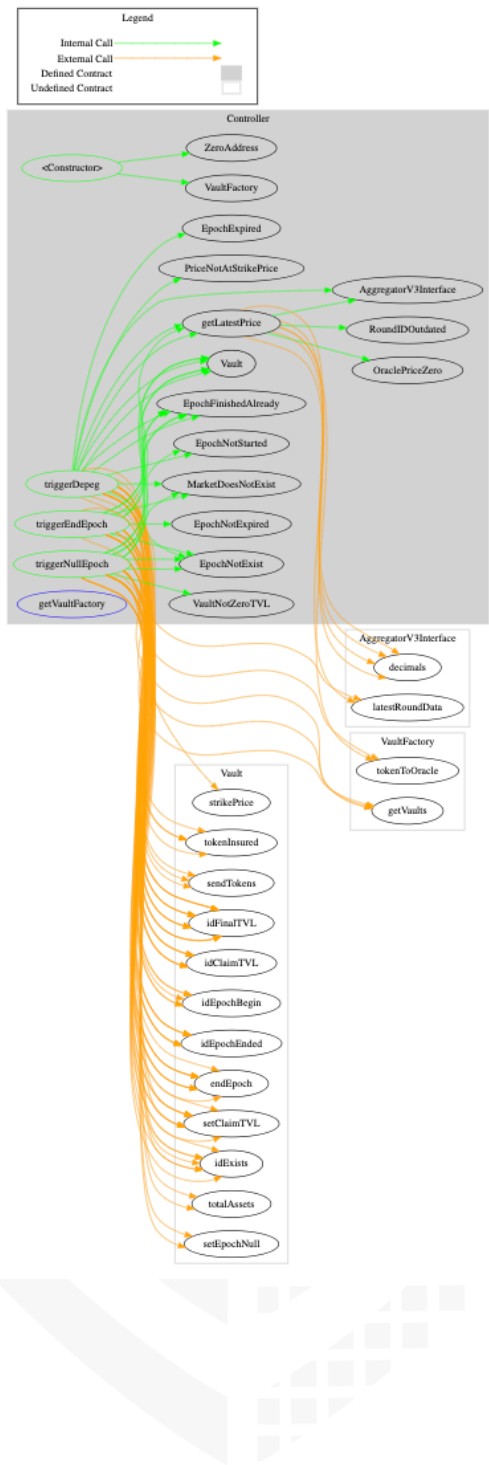 Legend
Internal Call
External Call
Defined Contract
Undefined Contract
Controller
ZeroAddress
<Constructor>
VaultFactory
EpochExpired
PriceNotAtStrikePrice
AggregatorV3Interface
getLatestPrice
RoundIDOutdated
Vault
OraclePriceZero
EpochFinishedAlready
EpochNotStarted
triggerDepeg
MarketDoesNotExist
triggerEndEpoch
EpochNotExpired
triggerNullEpoch
EpochNotExist
getVaultFactory
VaultNotZeroTVL
AggregatorV3Interface
decimals
latestRoundData
VaultFactory
tokenToOracle
getVaults
Vault
strikePrice
tokenInsured
sendTokens
idFinalTVL
idClaimTVL
idEpochBegin
idEpochEnded
endEpoch
setClaimTVL
idExists
totalAssets
setEpochNull